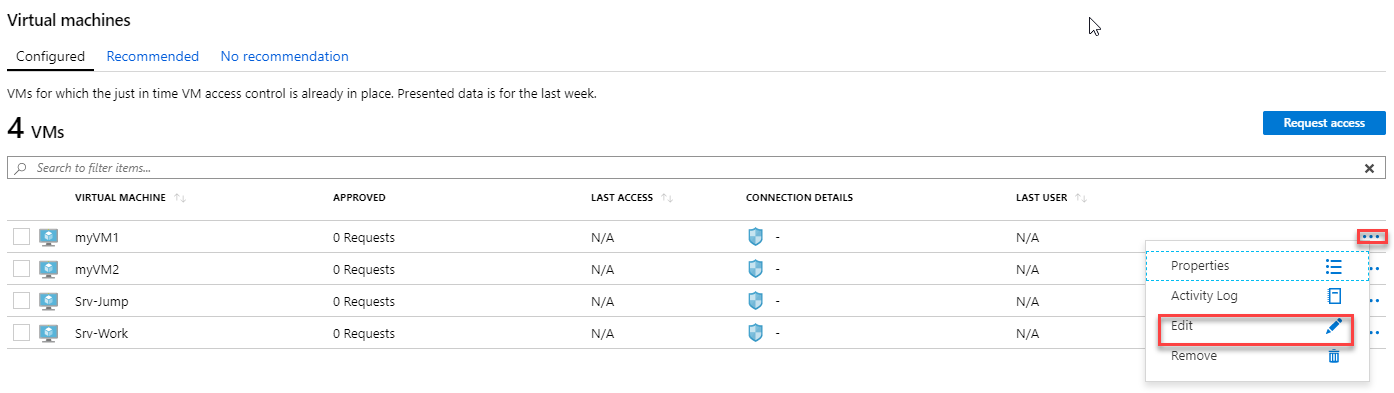 Virtual machines
Configured Recommended No recommendation
VMs for which the just in time VM access control is already in place. Presented data is for the last week.
4 VMs
Request access
Search to filter items...
VIRTUAL MACHINE APPROVED LAST ACCESS CONNECTION DETAILS LAST USER
myVM1 0 Requests N/A - N/A
myVM2 0 Requests N/A - N/A
Srv-Jump 0 Requests N/A - N/A
Srv-Work 0 Requests N/A - N/A
Properties
Activity Log
Edit
Remove